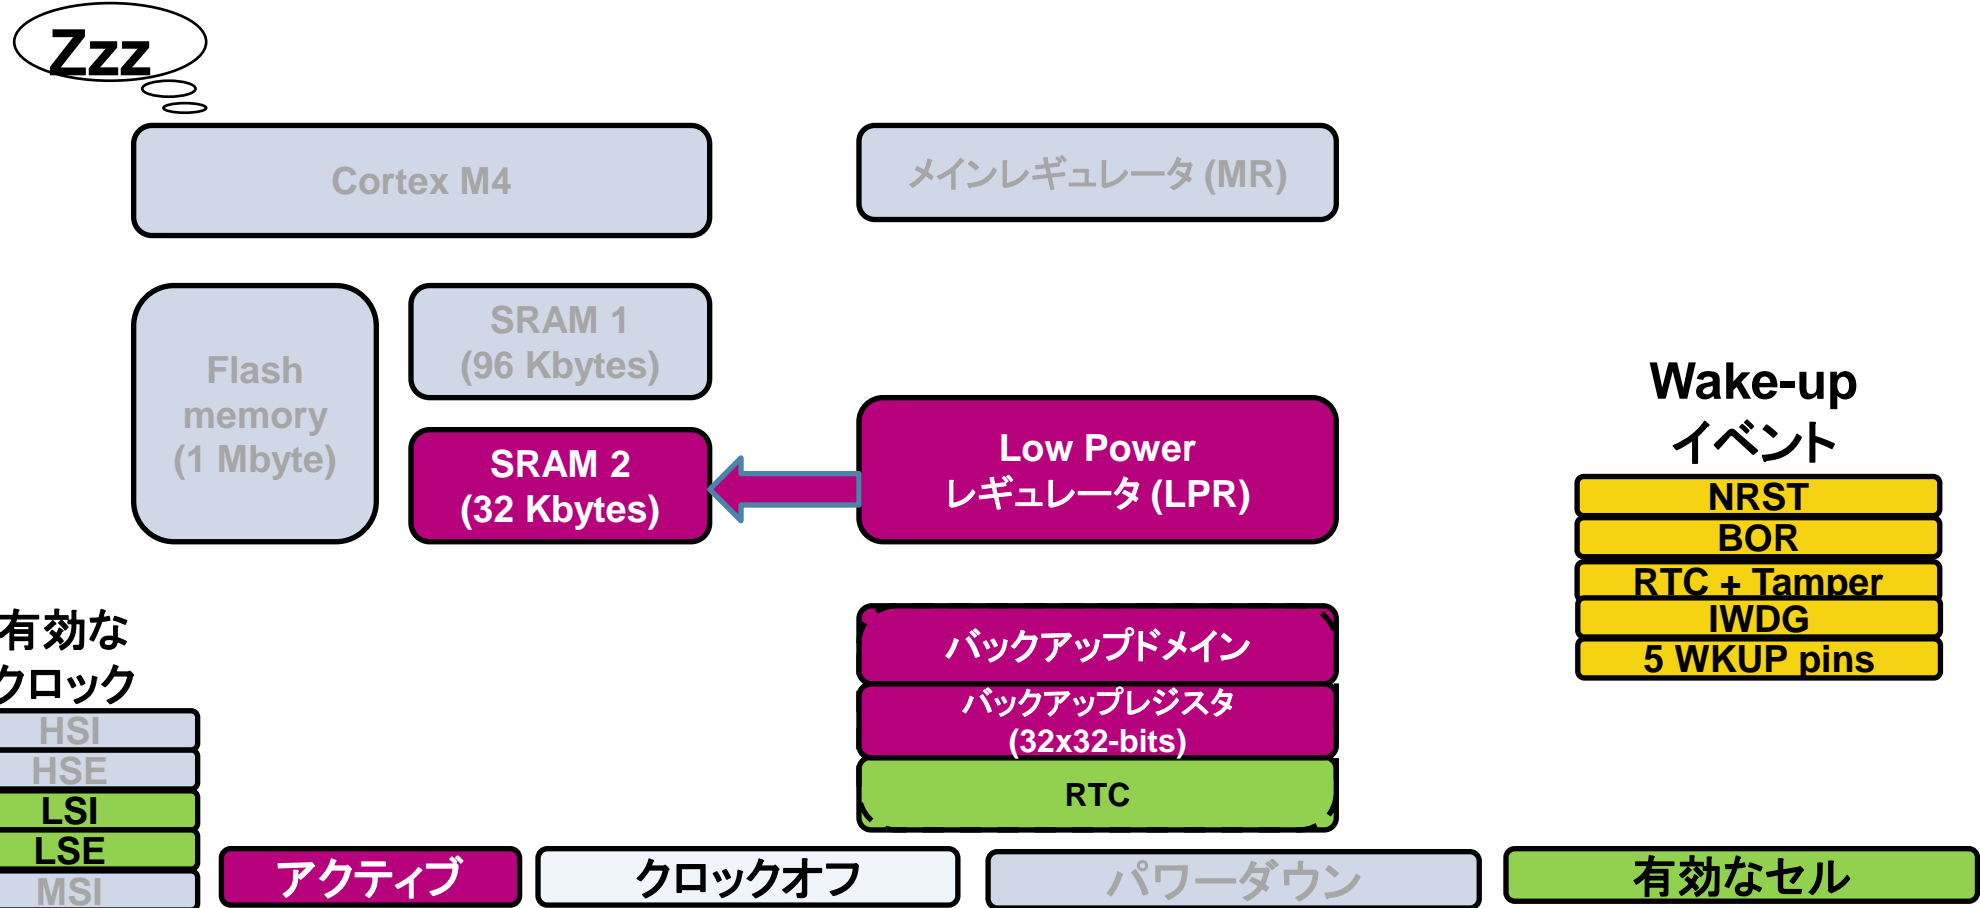 Zzz
Cortex M4
メインレギュレータ (MR)
Flash
memory
(1 Mbyte)
SRAM 1
(96 Kbytes)
SRAM 2
(32 Kbytes)
Low Power
レギュレータ (LPR)
Wake-up
イベント
NRST
BOR
RTC + Tamper
IWDG
5 WKUP pins
バックアップドメイン
バックアップレジスタ
(32x32-bits)
RTC
有効な
クロック
HSI
HSE
LSI
LSE
MSI
アクティブ
クロックオフ
パワーダウン
有効なセル